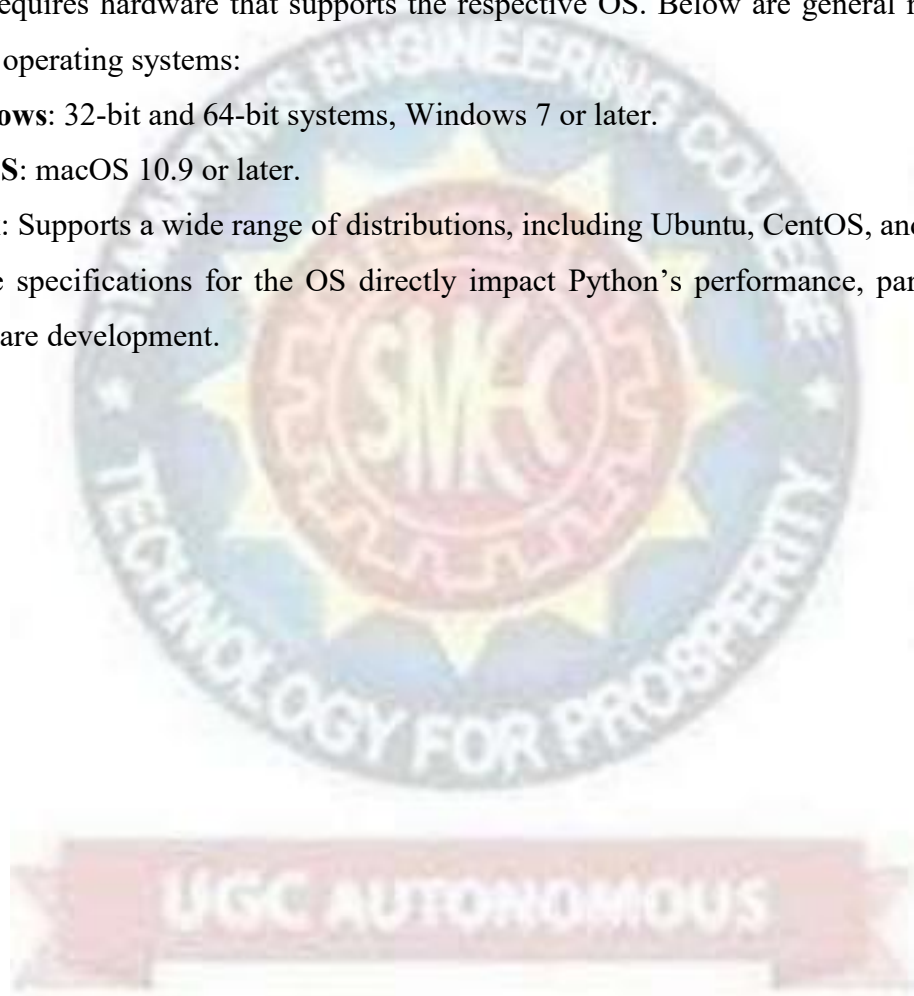 equires hardware that supports the respective OS. Below are general r
operating systems:
ows: 32-bit and 64-bit systems, Windows 7 or later.
S: macOS 10.9 or later.
: Supports a wide range of distributions, including Ubuntu, CentOS, and
e specifications for the OS directly impact Python’s performance, par
are development.
ENGINEERING COLLEGE
SMEC
TECHNOLOGY FOR PROSPERITY
UGC AUTONOMOUS